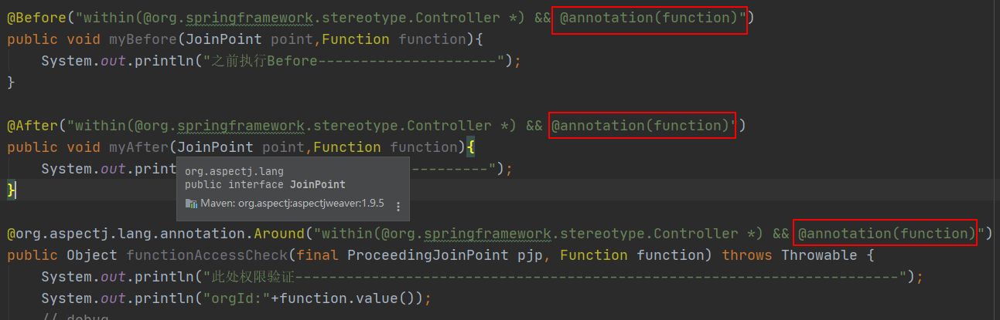 @Before("within(@org.springframework.stereotype.Controller *) && @annotation(function)")
public void myBefore(JoinPoint point,Function function){
System.out.println("之前执行Before---------------------");
}
@After("within(@org.springframework.stereotype.Controller *) && @annotation(function)")
public void myAfter(JoinPoint point,Function function){
System.out.print ---------");
org.aspectj.lang
public interface JoinPoint
Maven: org.aspectj:aspectjweaver:1.9.5
}
@org.aspectj.lang.annotation.Around("within(@org.springframework.stereotype.Controller *) && @annotation(function)")
public Object functionAccessCheck(final ProceedingJoinPoint pjp, Function function) throws Throwable {
System.out.println("此处权限验证-----------------------------------------------------------------------");
System.out.println("orgId:"+function.value());
// debug